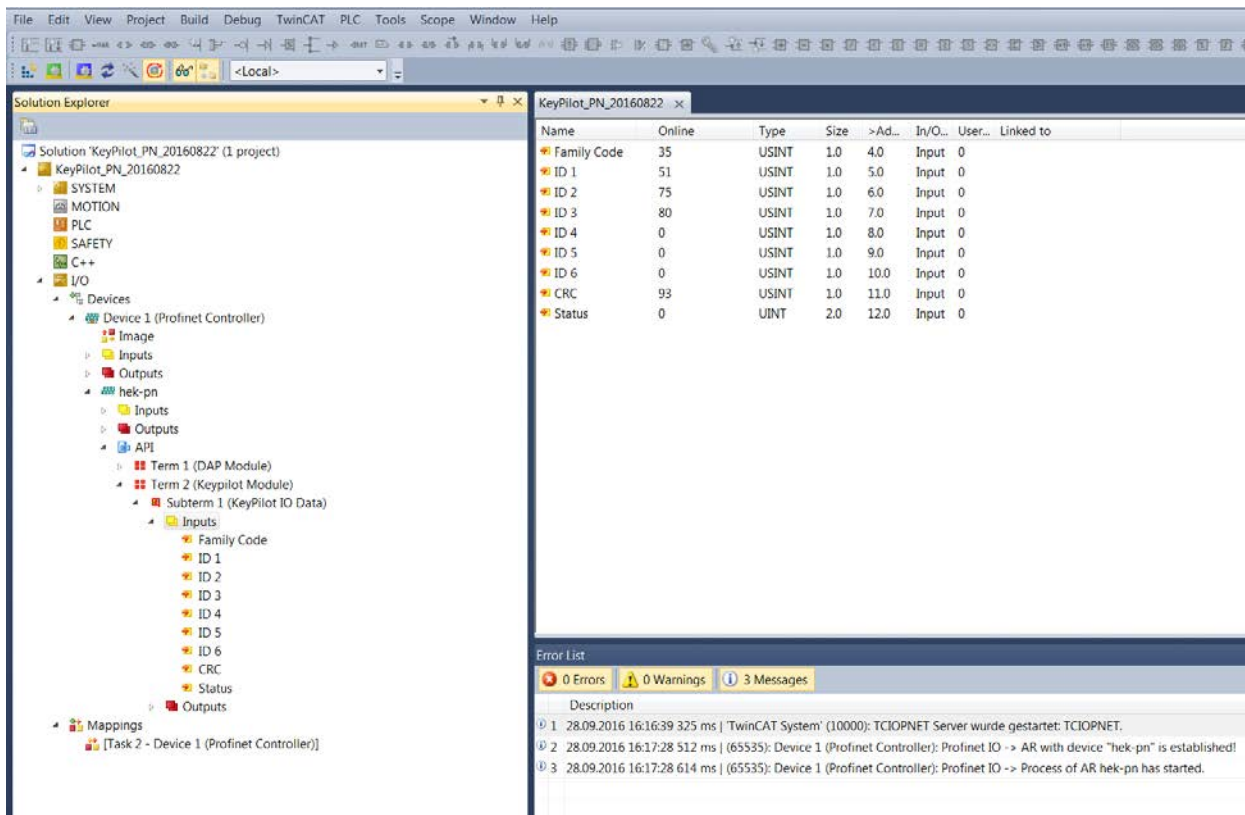 File Edit View Project Build Debug TwinCAT PLC Tools Scope Window Help
<Local>
Solution Explorer
Solution 'KeyPilot_PN_20160822' (1 project)
KeyPilot_PN_20160822
SYSTEM
MOTION
PLC
SAFETY
C++
I/O
Devices
Device 1 (Profinet Controller)
Image
Inputs
Outputs
hek-pn
Inputs
Outputs
API
Term 1 (DAP Module)
Term 2 (Keypilot Module)
Subterm 1 (KeyPilot IO Data)
Inputs
Family Code
ID 1
ID 2
ID 3
ID 4
ID 5
ID 6
CRC
Status
Outputs
Mappings
[Task 2 - Device 1 (Profinet Controller)]
KeyPilot_PN_20160822
Name Online Type Size >Ad... In/O... User... Linked to
Family Code 35 USINT 1.0 4.0 Input 0
ID 1 51 USINT 1.0 5.0 Input 0
ID 2 75 USINT 1.0 6.0 Input 0
ID 3 80 USINT 1.0 7.0 Input 0
ID 4 0 USINT 1.0 8.0 Input 0
ID 5 0 USINT 1.0 9.0 Input 0
ID 6 0 USINT 1.0 10.0 Input 0
CRC 93 USINT 1.0 11.0 Input 0
Status 0 UINT 2.0 12.0 Input 0
Error List
0 Errors 0 Warnings 3 Messages
Description
1 28.09.2016 16:16:39 325 ms | 'TwinCAT System' (10000): TCIOPNET Server wurde gestartet: TCIOPNET.
2 28.09.2016 16:17:28 512 ms | (65535): Device 1 (Profinet Controller): Profinet IO -> AR with device "hek-pn" is established!
3 28.09.2016 16:17:28 614 ms | (65535): Device 1 (Profinet Controller): Profinet IO -> Process of AR hek-pn has started.